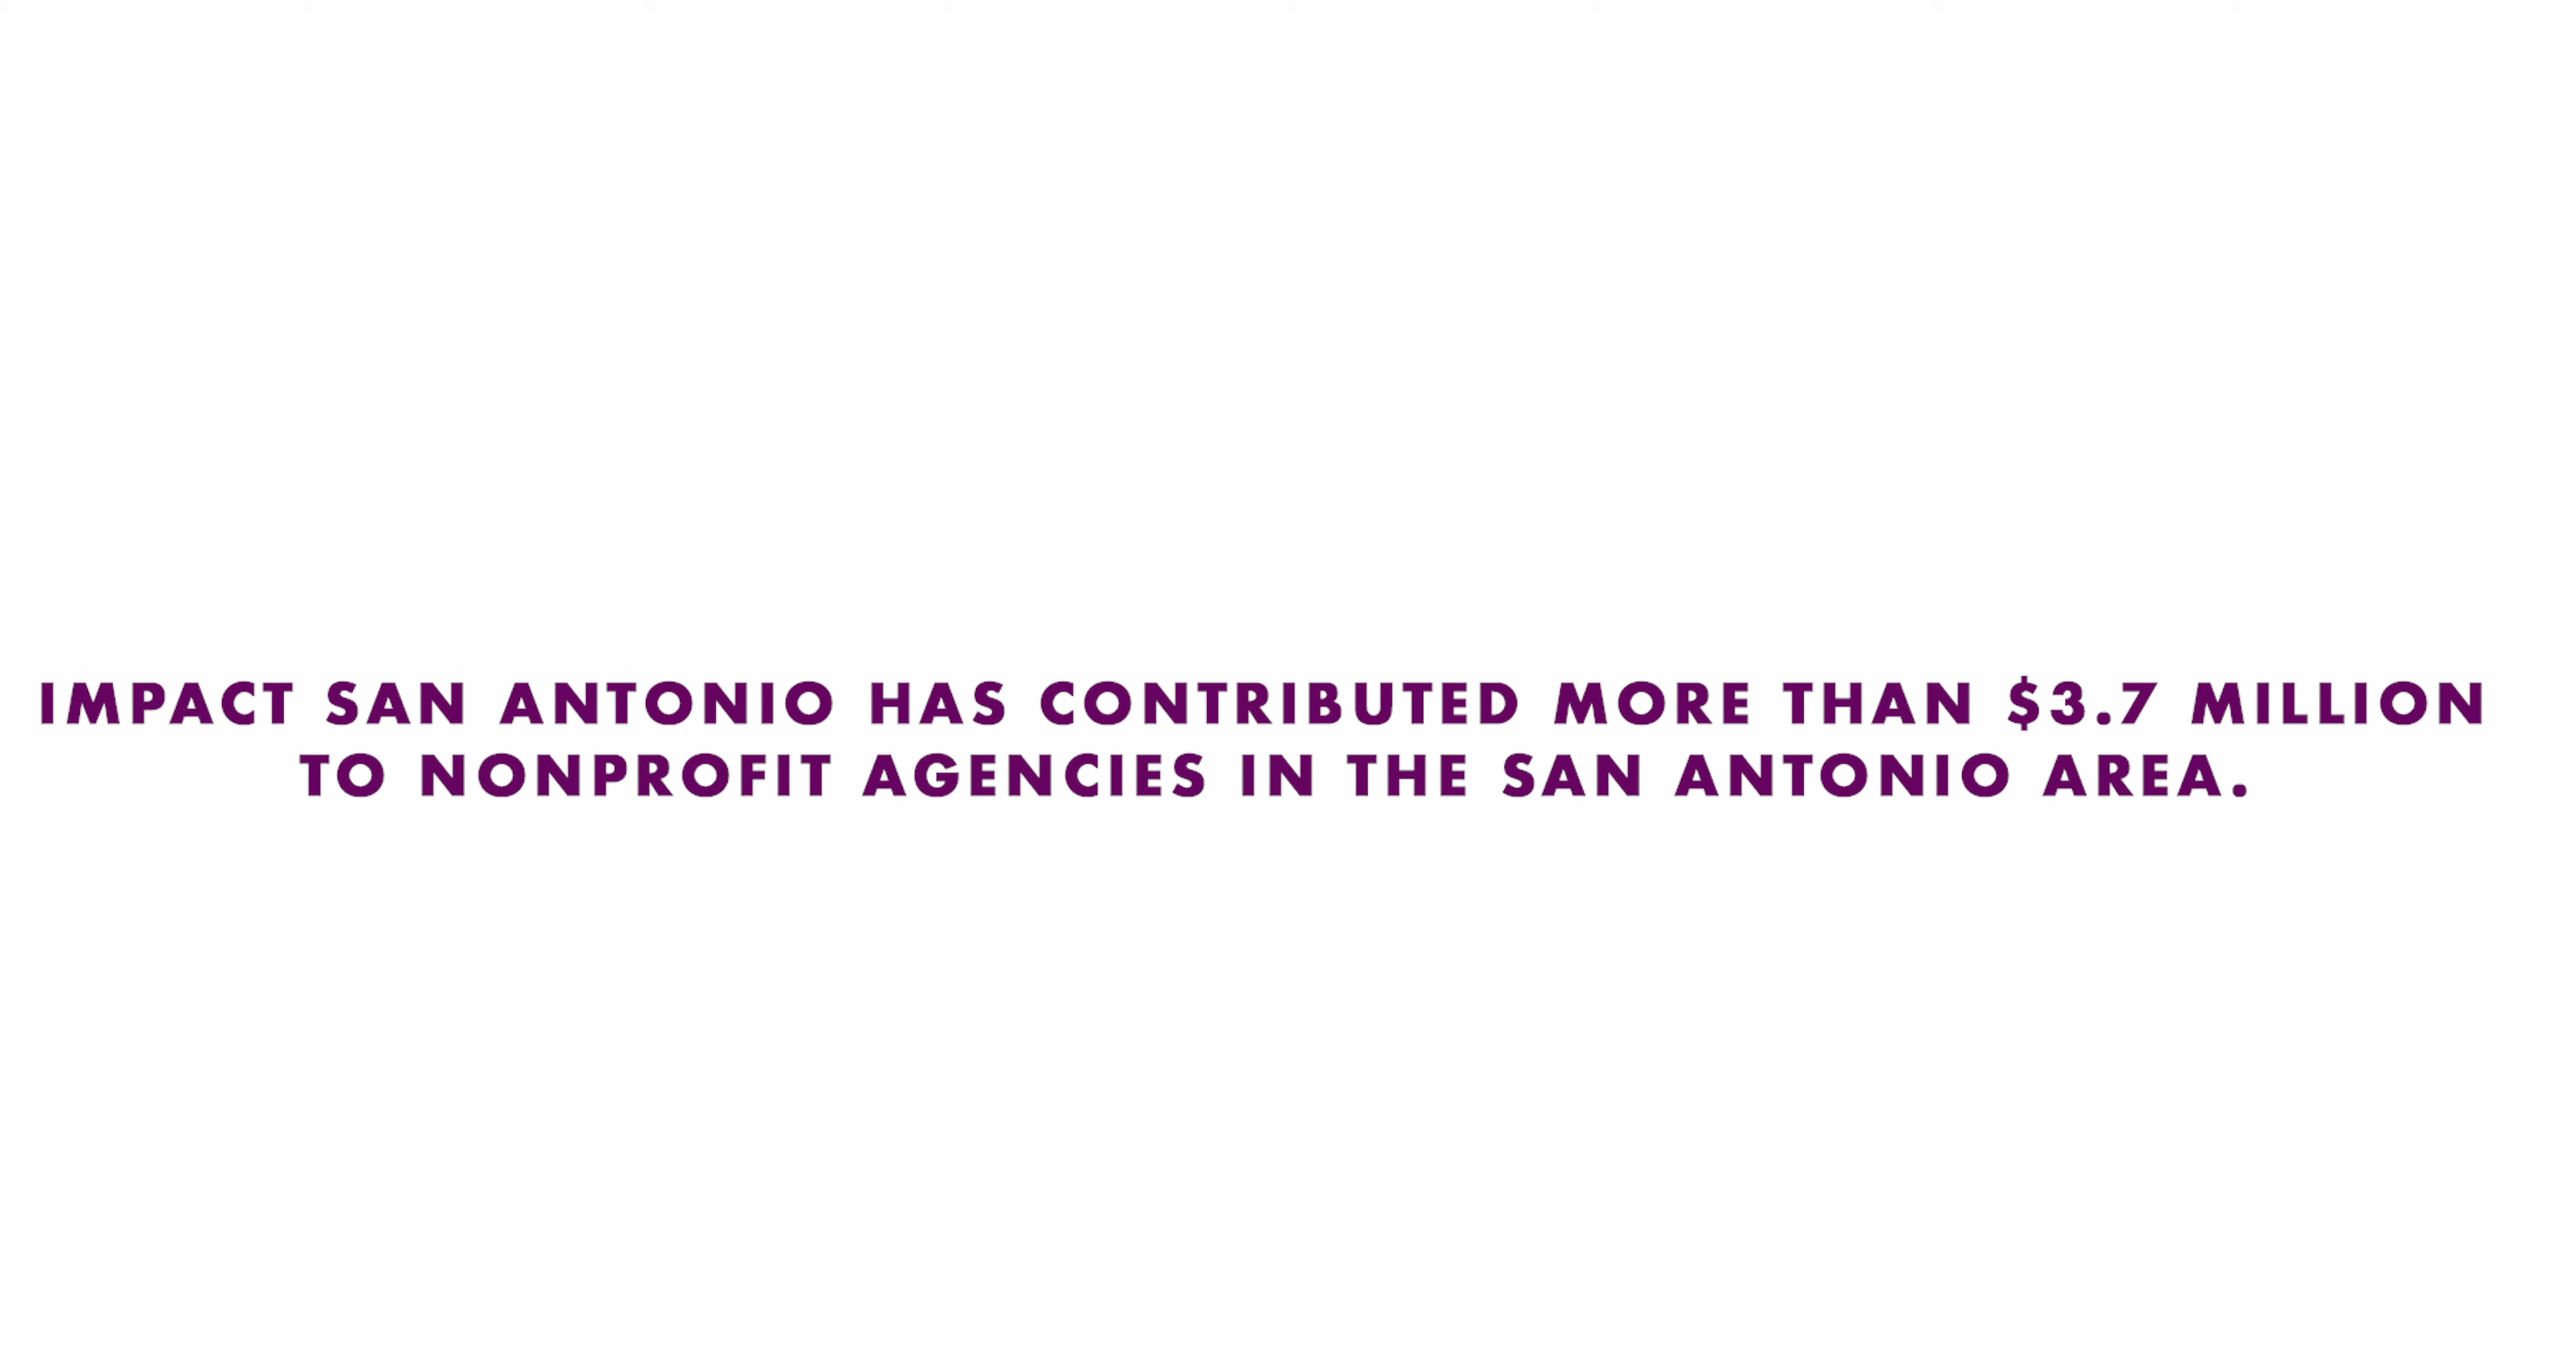 IMPACT SAN ANTONIO HAS CONTRIBUTED MORE THAN $3.7 MILLION
TO NONPROFIT AGENCIES IN THE SAN ANTONIO AREA.